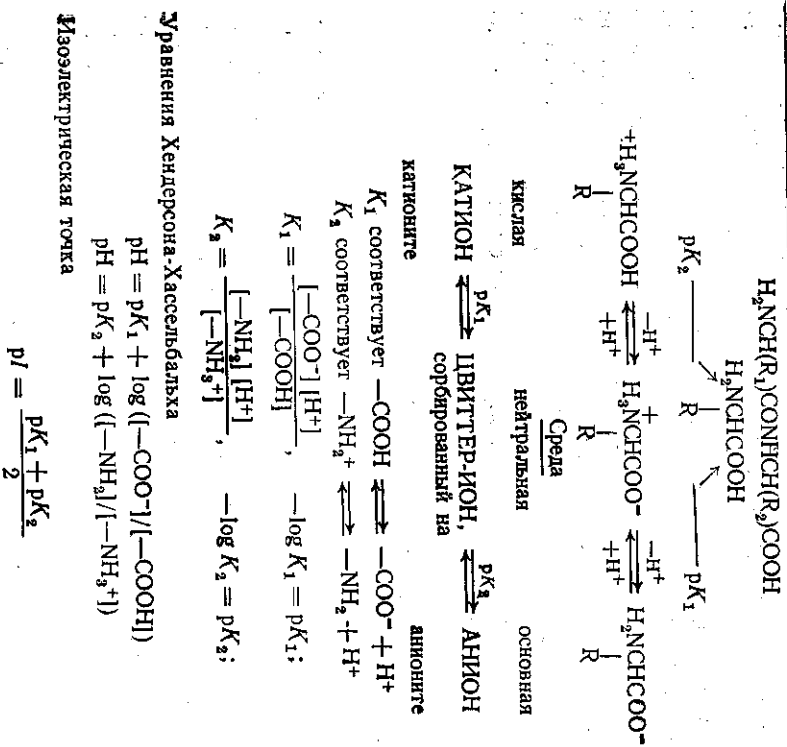 H₂NCH(R₁)CONHCH(R₂)COOH
H₂NCHCOOH
pK₂ R pK₁
⁺H₃NCHCOOH ⇌ H₃⁺NCHCOO⁻ ⇌ H₂NCHCOO⁻
−H⁺ +H⁺ −H⁺ +H⁺
R R R
Среда
кислая нейтральная основная
КАТИОН ⇌ ЦВИТТЕР-ИОН, ⇌ АНИОН
pK₁ pK₂
сорбированный на
катионите анионите
K₁ соответствует —COOH ⇌ —COO⁻ + H⁺
K₂ соответствует —NH₂⁺ ⇌ —NH₂ + H⁺
K₁ = [—COO⁻] [H⁺] / [—COOH] , —log K₁ = pK₁;
K₂ = [—NH₂] [H⁺] / [—NH₃⁺] , —log K₂ = pK₂;
Уравнения Хендерсона-Хассельбальха
pH = pK₁ + log ([—COO⁻]/[—COOH])
pH = pK₂ + log ([—NH₂]/[—NH₃⁺])
Изоэлектрическая точка
pI = pK₁ + pK₂ / 2